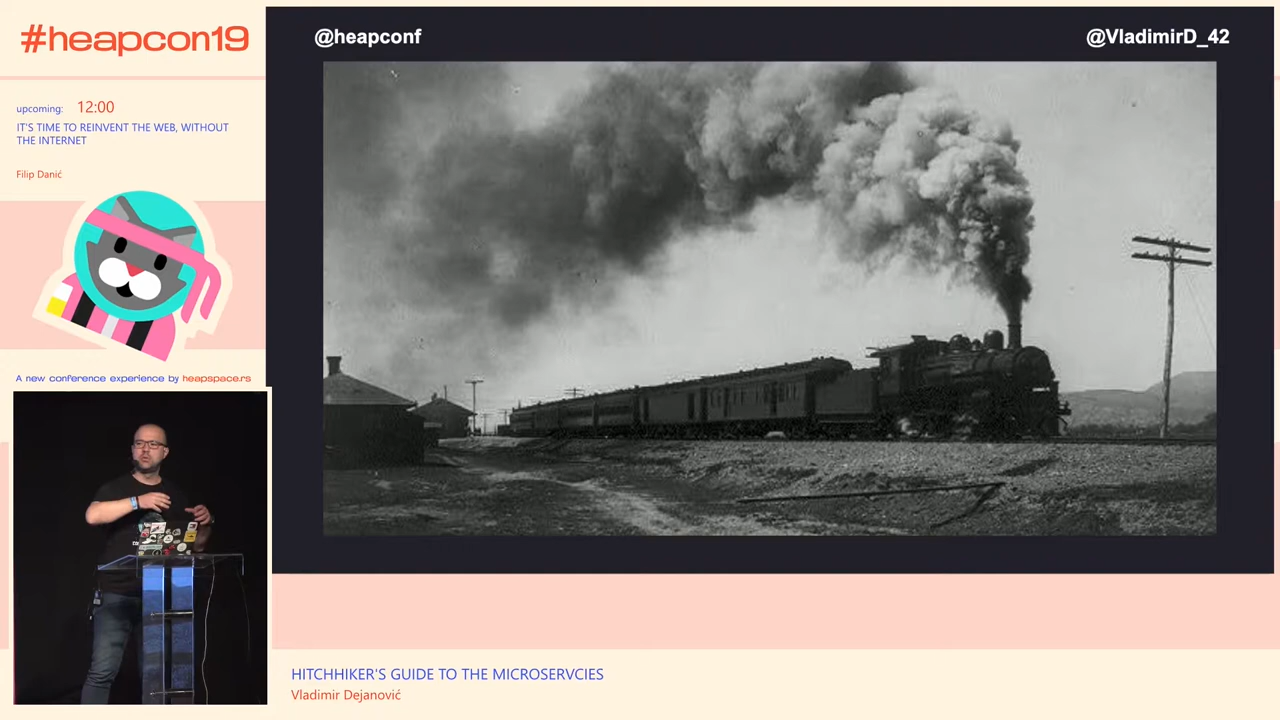 #heapcon19
upcoming: 12:00
IT'S TIME TO REINVENT THE WEB, WITHOUT
THE INTERNET
Filip Danić
A new conference experience by heapspace.rs
@heapconf
@VladimirD_42
HITCHHIKER'S GUIDE TO THE MICROSERVCIES
Vladimir Dejanović